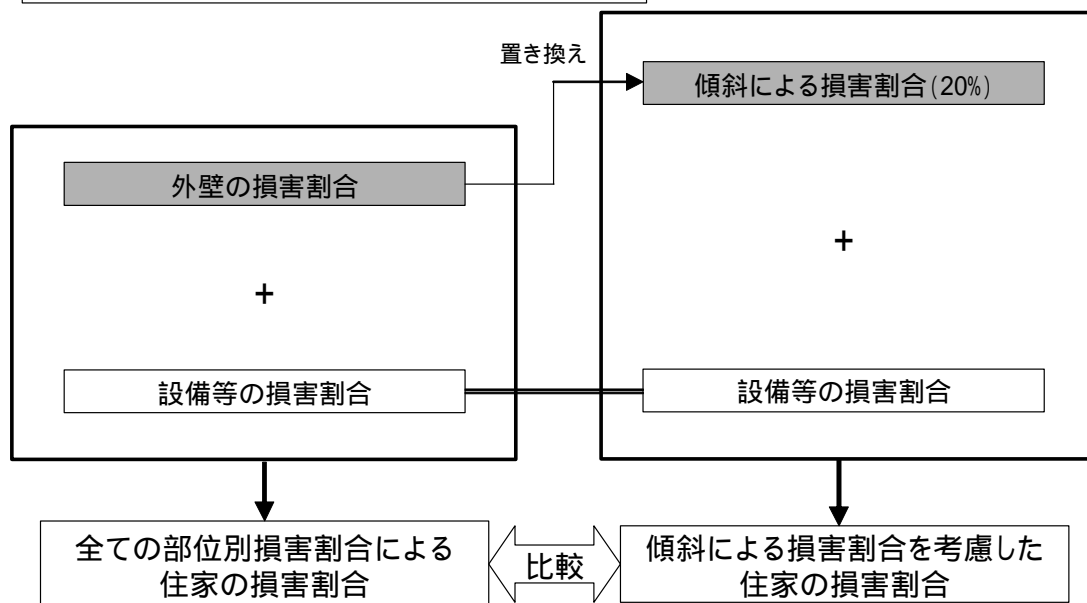 置き換え
傾斜による損害割合(20%)
外壁の損害割合
+
+
設備等の損害割合
設備等の損害割合
全ての部位別損害割合による
住家の損害割合
比較
傾斜による損害割合を考慮した
住家の損害割合